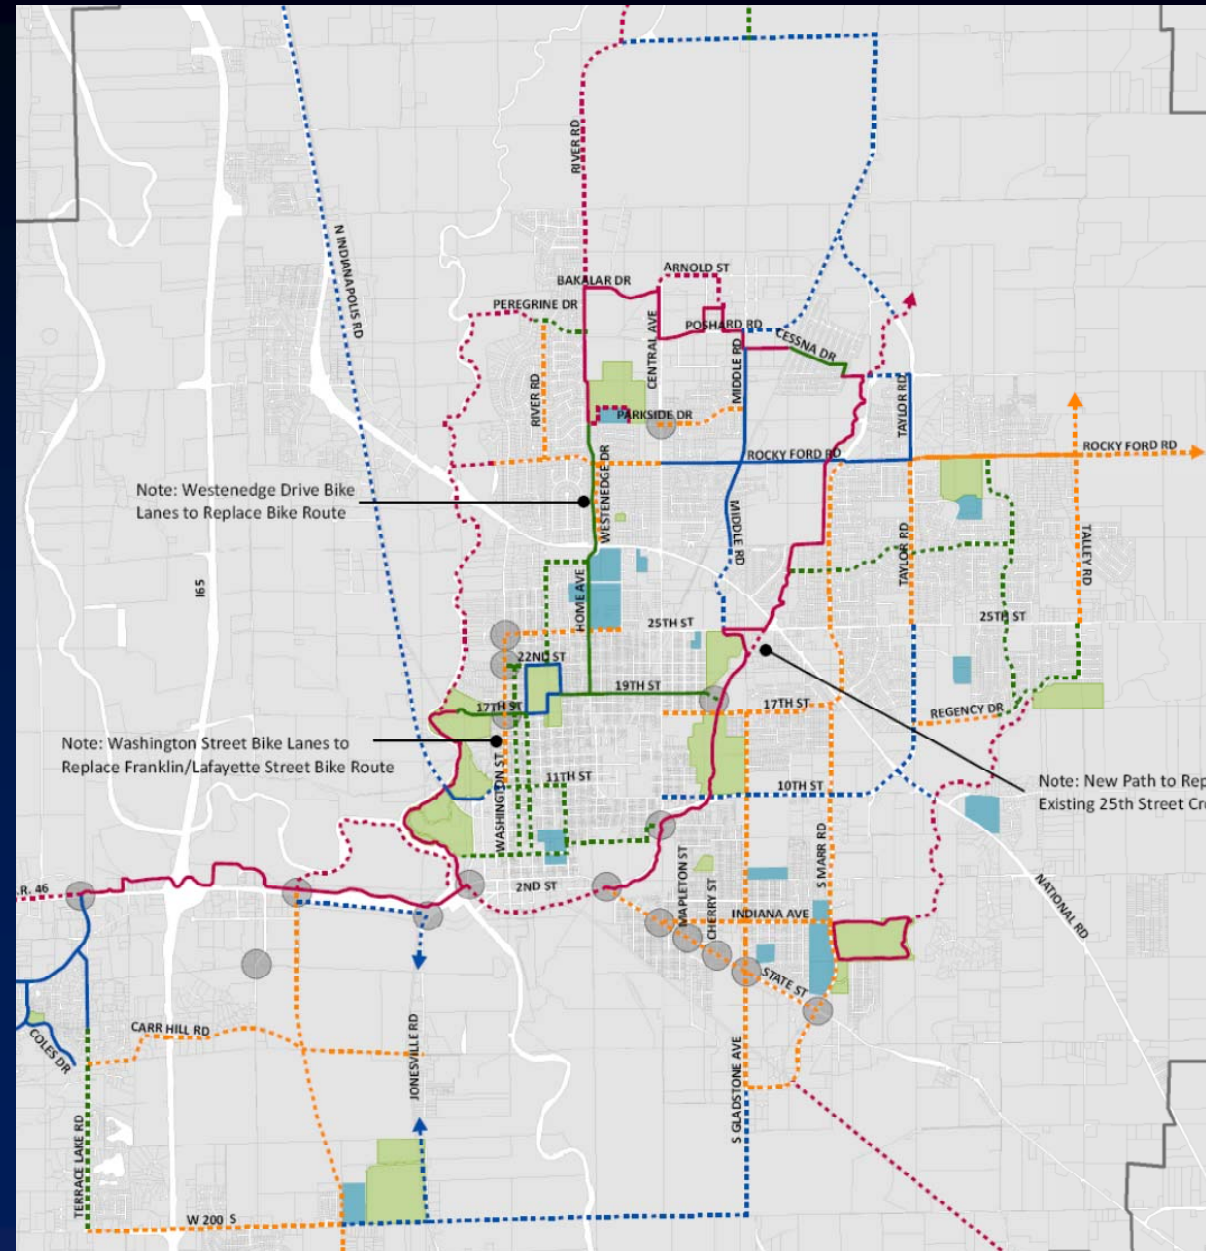 RIVER RD
N INDIANAPOLIS RD
ARNOLD ST
BAKALAR DR
PEREGRINE DR
CENTRAL AVE
POSHARD RD
CESSNA DR
MIDDLE RD
RIVER RD
PARKSIDE DR
TAYLOR RD
ROCKY FORD RD
ROCKY FORD RD
WESTENEDGE DR
Note: Westenedge Drive Bike
Lanes to Replace Bike Route
MIDDLE RD
TAYLOR RD
TALLEY RD
I65
HOME AVE
25TH ST
25TH ST
22ND ST
19TH ST
17TH ST
17TH ST
REGENCY DR
Note: Washington Street Bike Lanes to
Replace Franklin/Lafayette Street Bike Route
WASHINGTON ST
11TH ST
10TH ST
Note: New Path to Rep
Existing 25th Street Cr
S MARR RD
.R. 46
2ND ST
MAPLETON ST
CHERRY ST
INDIANA AVE
NATIONAL RD
STATE ST
COLES DR
CARR HILL RD
JONESVILLE RD
S GLADSTONE AVE
TERRACE LAKE RD
W 200 S